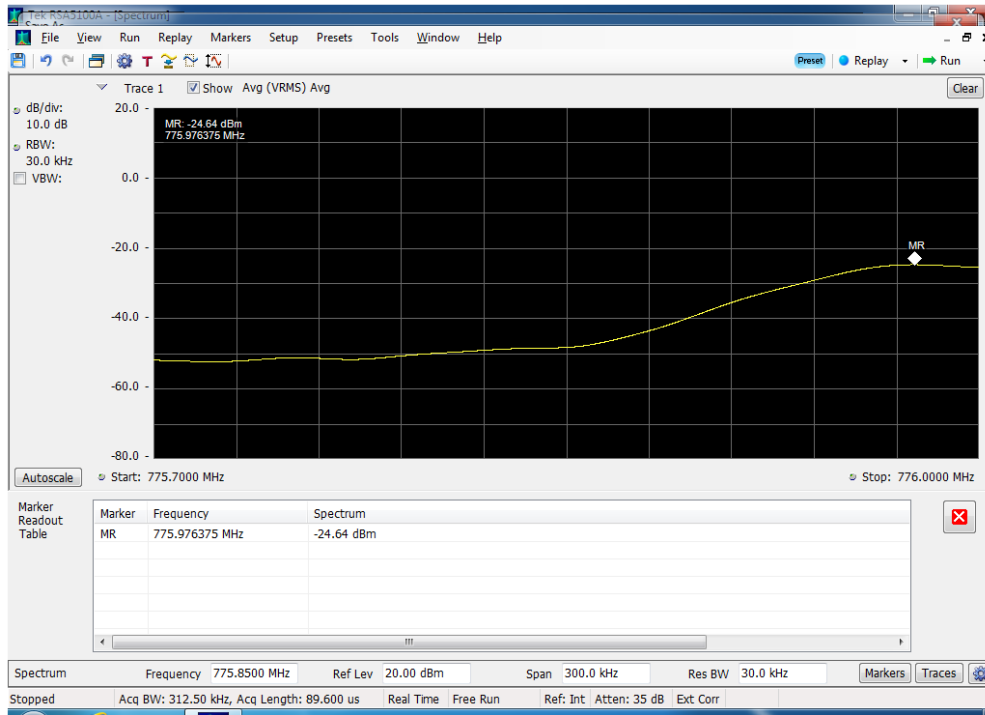 Tek RSA5100A - [Spectrum]
Save As
File View Run Replay Markers Setup Presets Tools Window Help
T Preset Replay Run
Trace 1 Show Avg (VRMS) Avg Clear
dB/div:
10.0 dB
RBW:
30.0 kHz
VBW:
20.0 -
0.0 -
-20.0 -
-40.0 -
-60.0 -
-80.0 -
MR: -24.64 dBm
775.976375 MHz
MR
Autoscale Start: 775.7000 MHz Stop: 776.0000 MHz
Marker
Readout
Table
Marker Frequency Spectrum
MR 775.976375 MHz -24.64 dBm
Spectrum Frequency 775.8500 MHz Ref Lev 20.00 dBm Span 300.0 kHz Res BW 30.0 kHz Markers Traces
Stopped Acq BW: 312.50 kHz, Acq Length: 89.600 us Real Time Free Run Ref: Int Atten: 35 dB Ext Corr